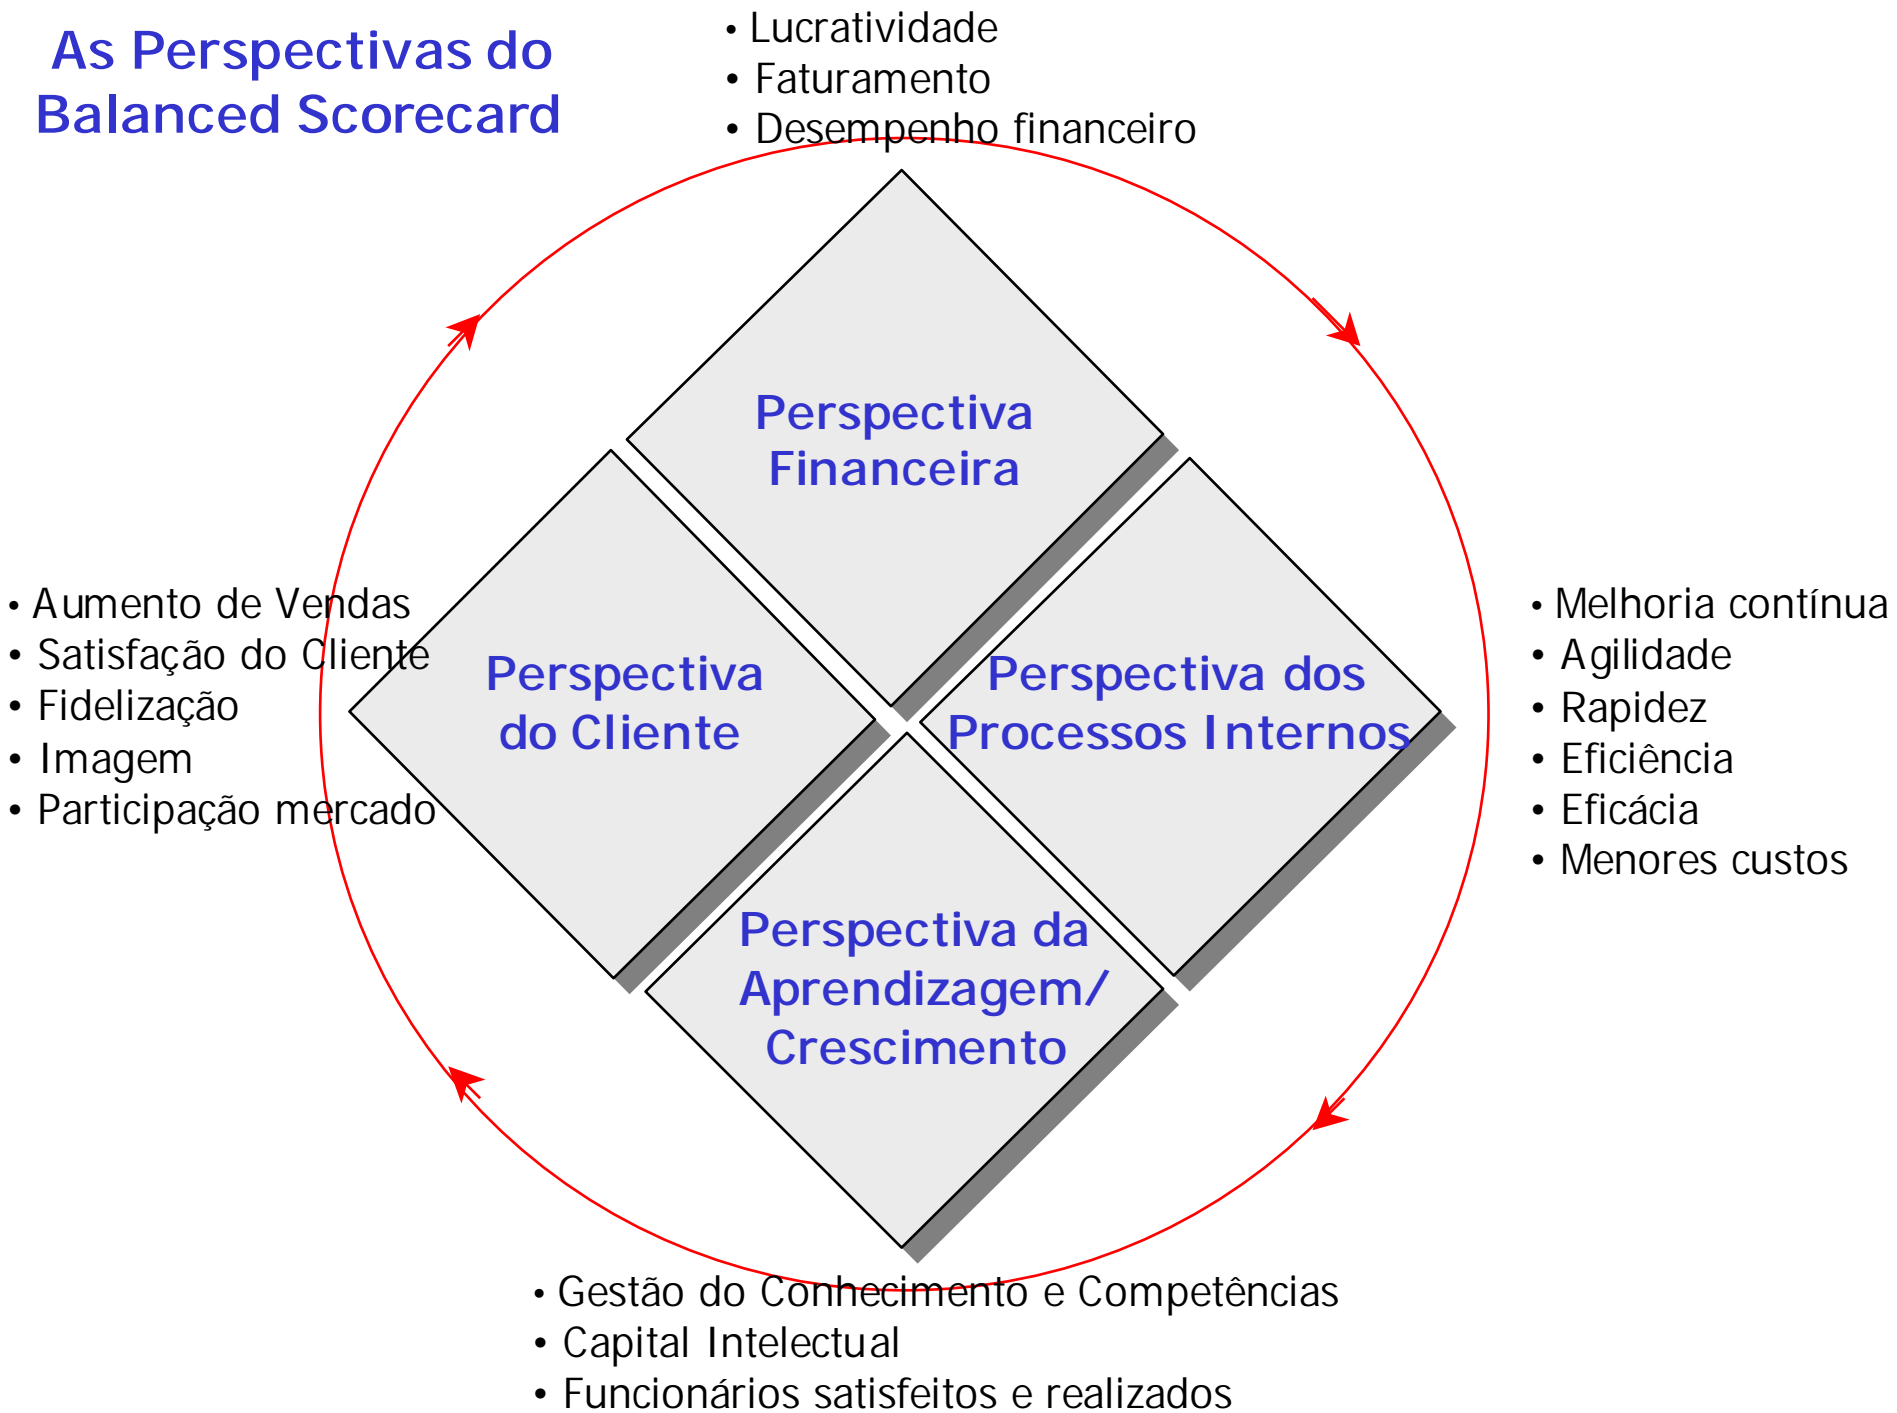 As Perspectivas do
Balanced Scorecard
• Lucratividade
• Faturamento
• Desempenho financeiro
Perspectiva
Financeira
• Aumento de Vendas
• Satisfação do Cliente
• Fidelização
• Imagem
• Participação mercado
Perspectiva
do Cliente
Perspectiva dos
Processos Internos
• Melhoria contínua
• Agilidade
• Rapidez
• Eficiência
• Eficácia
• Menores custos
Perspectiva da
Aprendizagem/
Crescimento
• Gestão do Conhecimento e Competências
• Capital Intelectual
• Funcionários satisfeitos e realizados